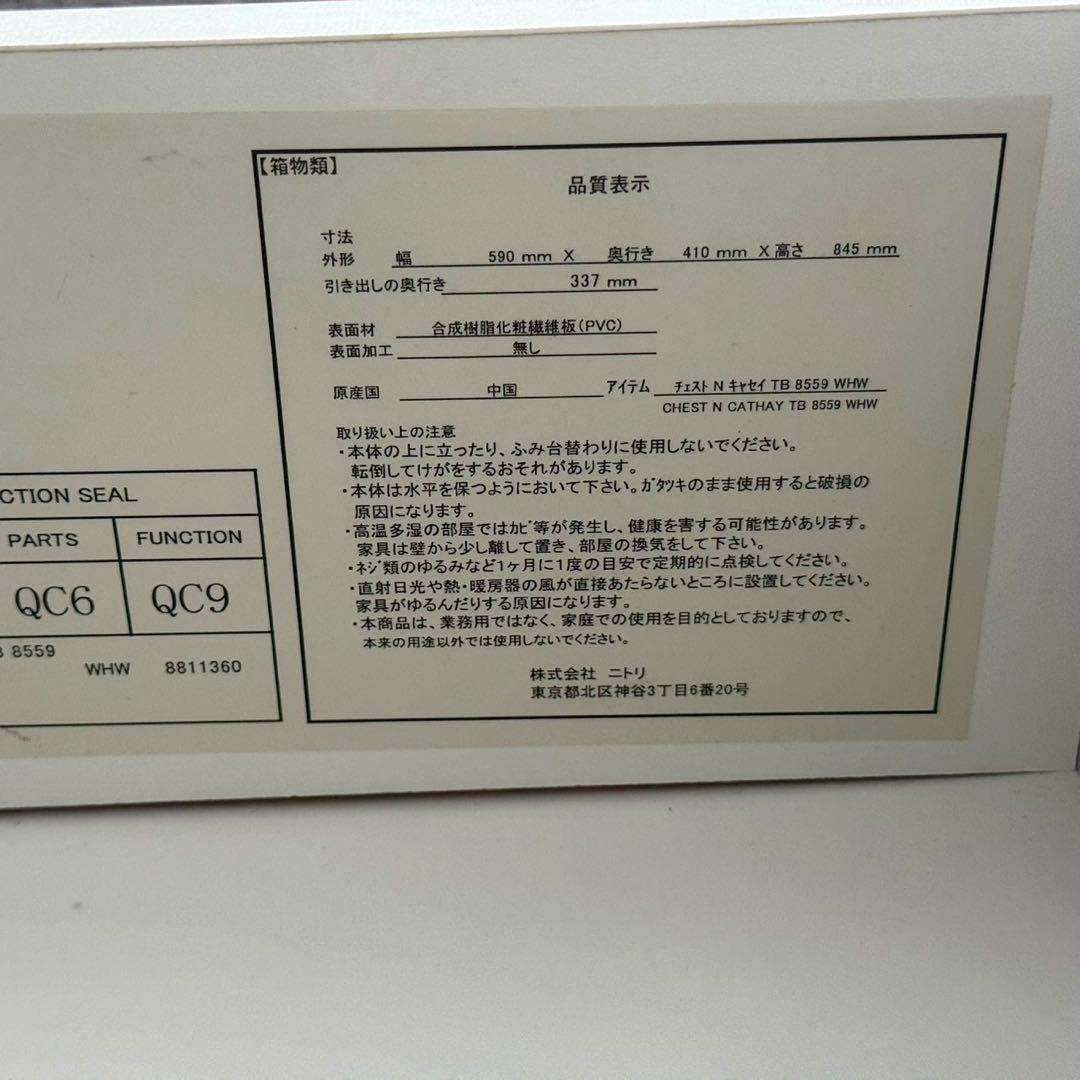 【箱物類】
品質表示
寸法
外形 幅 590 mm X 奥行き 410 mm X 高さ 845 mm
引き出しの奥行き 337 mm
表面材 合成樹脂化粧繊維板(PVC)
表面加工 無し
原産国 中国 アイテム ﾁｪｽﾄ N ｷｬｾｲ TB 8559 WHW
CHEST N CATHAY TB 8559 WHW
取り扱い上の注意
・本体の上に立ったり、ふみ台替わりに使用しないでください。
転倒してけがをするおそれがあります。
・本体は水平を保つようにおいて下さい。ｶﾞﾀﾂｷのまま使用すると破損の
原因になります。
・高温多湿の部屋ではｶﾋﾞ等が発生し、健康を害する可能性があります。
家具は壁から少し離して置き、部屋の換気をして下さい。
・ﾈｼﾞ類のゆるみなど1ヶ月に1度の目安で定期的に点検してください。
・直射日光や熱・暖房器の風が直接あたらないところに設置してください。
家具がゆるんだりする原因になります。
・本商品は、業務用ではなく、家庭での使用を目的としておりますので、
本来の用途以外では使用しないでください。
株式会社 ニトリ
東京都北区神谷3丁目6番20号
CTION SEAL
PARTS FUNCTION
QC6 QC9
B 8559
WHW 8811360